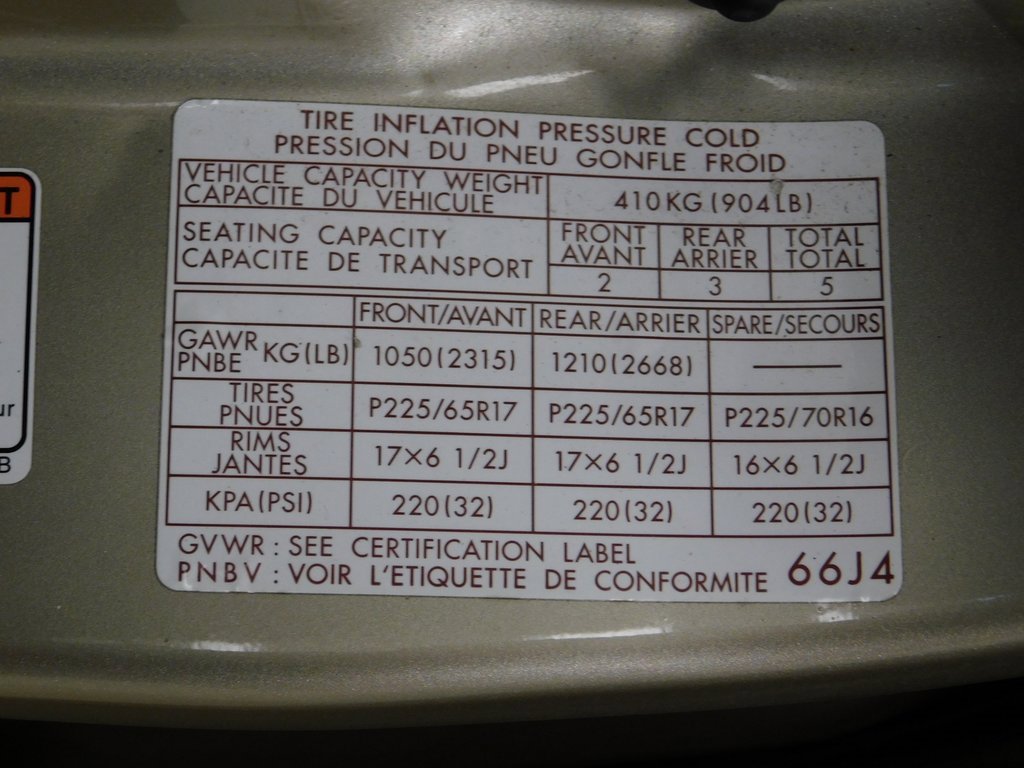 TIRE INFLATION PRESSURE COLD
PRESSION DU PNEU GONFLE FROID
VEHICLE CAPACITY WEIGHT
CAPACITE DU VEHICULE
410KG (904LB)
SEATING CAPACITY
CAPACITE DE TRANSPORT
FRONT
AVANT
REAR
ARRIER
TOTAL
TOTAL
2 3 5
FRONT/AVANT REAR/ARRIER SPARE/SECOURS
GAWR
PNBE
KG(LB) 1050(2315) 1210(2668) —
TIRES
PNUES
P225/65R17 P225/65R17 P225/70R16
RIMS
JANTES
17×6 1/2J 17×6 1/2J 16×6 1/2J
KPA(PSI) 220(32) 220(32) 220(32)
GVWR : SEE CERTIFICATION LABEL
PNBV : VOIR L'ETIQUETTE DE CONFORMITE
66J4
T
ur
B